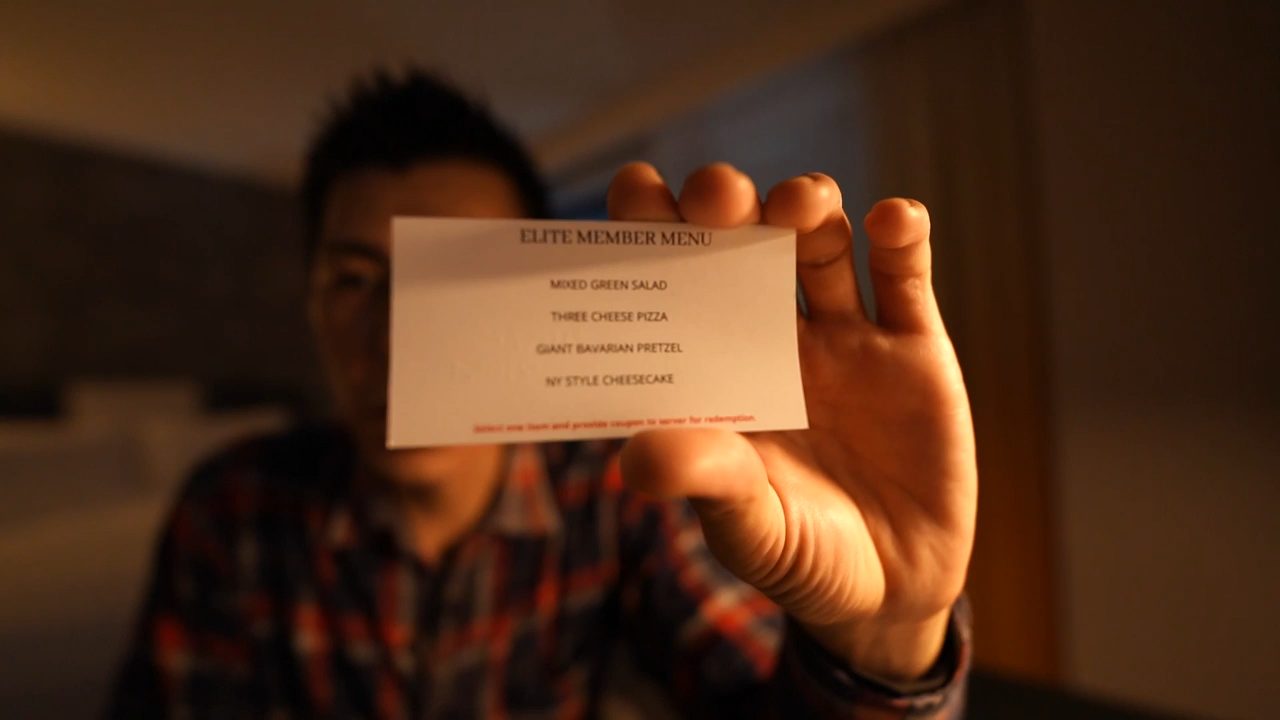 ELITE MEMBER MENU
MIXED GREEN SALAD
THREE CHEESE PIZZA
GIANT BAVARIAN PRETZEL
NY STYLE CHEESECAKE
Select one item and provide coupon to server for redemption